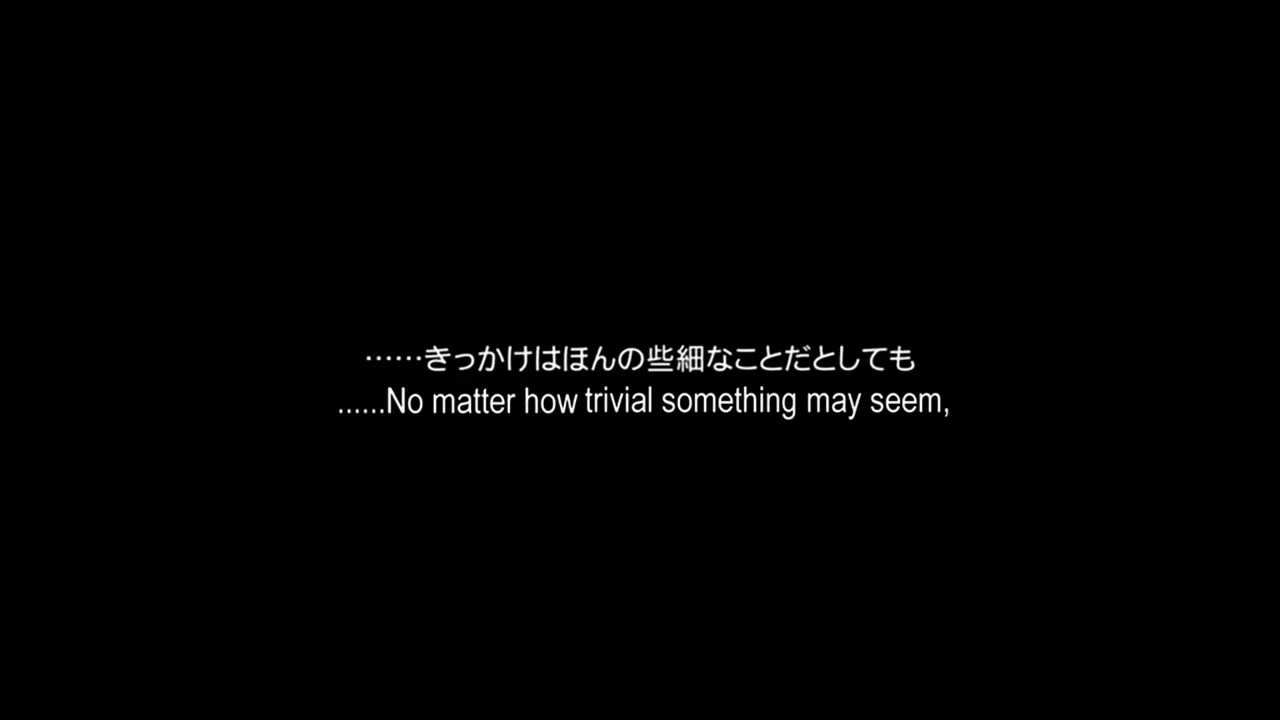 ……きっかけはほんの些細なことだとしても
......No matter how trivial something may seem,